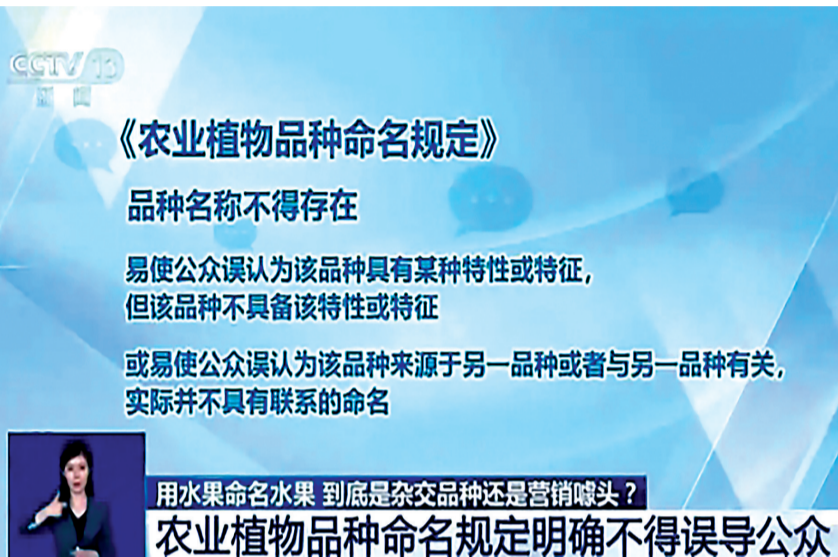 CCTV 13
新闻
《农业植物品种命名规定》
品种名称不得存在
易使公众误认为该品种具有某种特性或特征，
但该品种不具备该特性或特征
或易使公众误认为该品种来源于另一品种或者与另一品种有关，
实际并不具有联系的命名
用水果命名水果 到底是杂交品种还是营销噱头？
农业植物品种命名规定明确不得误导公众